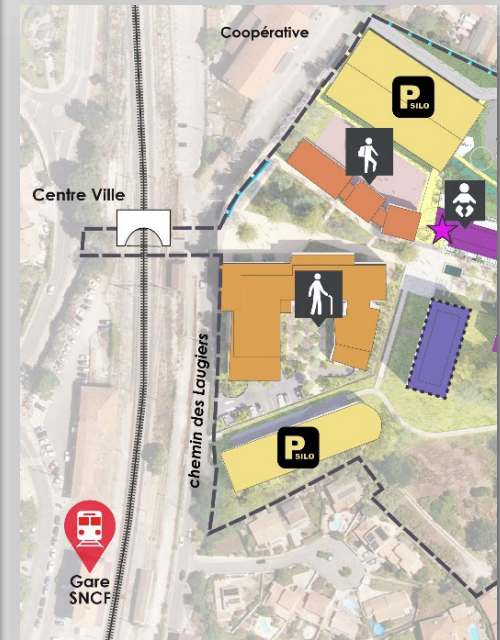 Coopérative
P
SILO
Centre Ville
chemin des Laugiers
P
SILO
Gare
SNCF